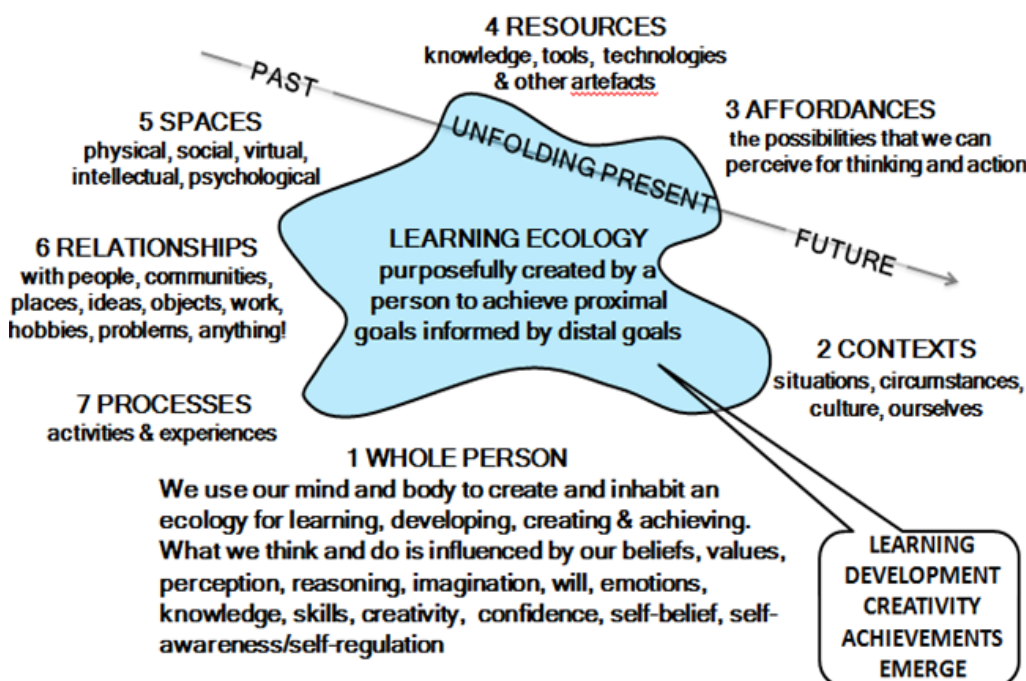 4 RESOURCES
knowledge, tools, technologies
& other artefacts
PAST
UNFOLDING PRESENT
FUTURE
3 AFFORDANCES
the possibilities that we can
perceive for thinking and action
5 SPACES
physical, social, virtual,
intellectual, psychological
LEARNING ECOLOGY
purposefully created by a
person to achieve proximal
goals informed by distal goals
6 RELATIONSHIPS
with people, communities,
places, ideas, objects, work,
hobbies, problems, anything!
2 CONTEXTS
situations, circumstances,
culture, ourselves
7 PROCESSES
activities & experiences
1 WHOLE PERSON
We use our mind and body to create and inhabit an
ecology for learning, developing, creating & achieving.
What we think and do is influenced by our beliefs, values,
perception, reasoning, imagination, will, emotions,
knowledge, skills, creativity, confidence, self-belief, self-
awareness/self-regulation
LEARNING
DEVELOPMENT
CREATIVITY
ACHIEVEMENTS
EMERGE